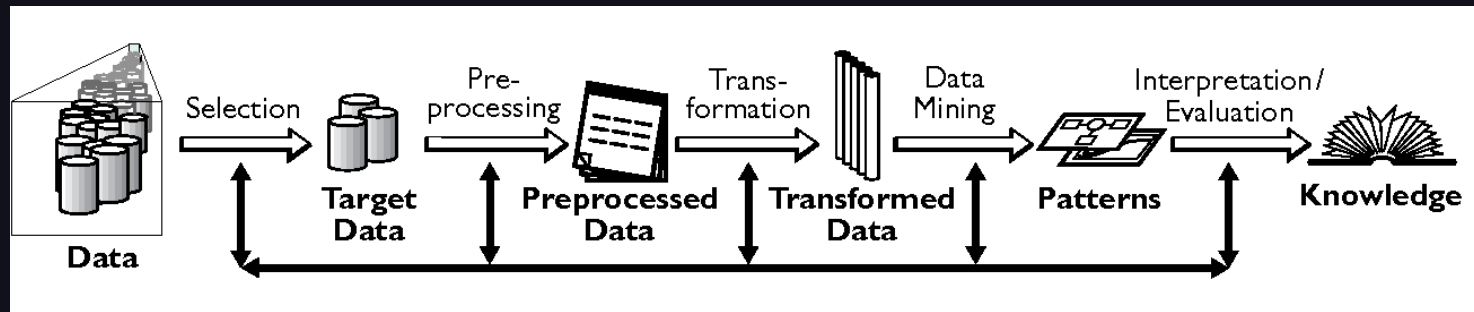 Selection
Pre-
processing
Trans-
formation
Data
Mining
Interpretation/
Evaluation
Data
Target
Data
Preprocessed
Data
Transformed
Data
Patterns
Knowledge